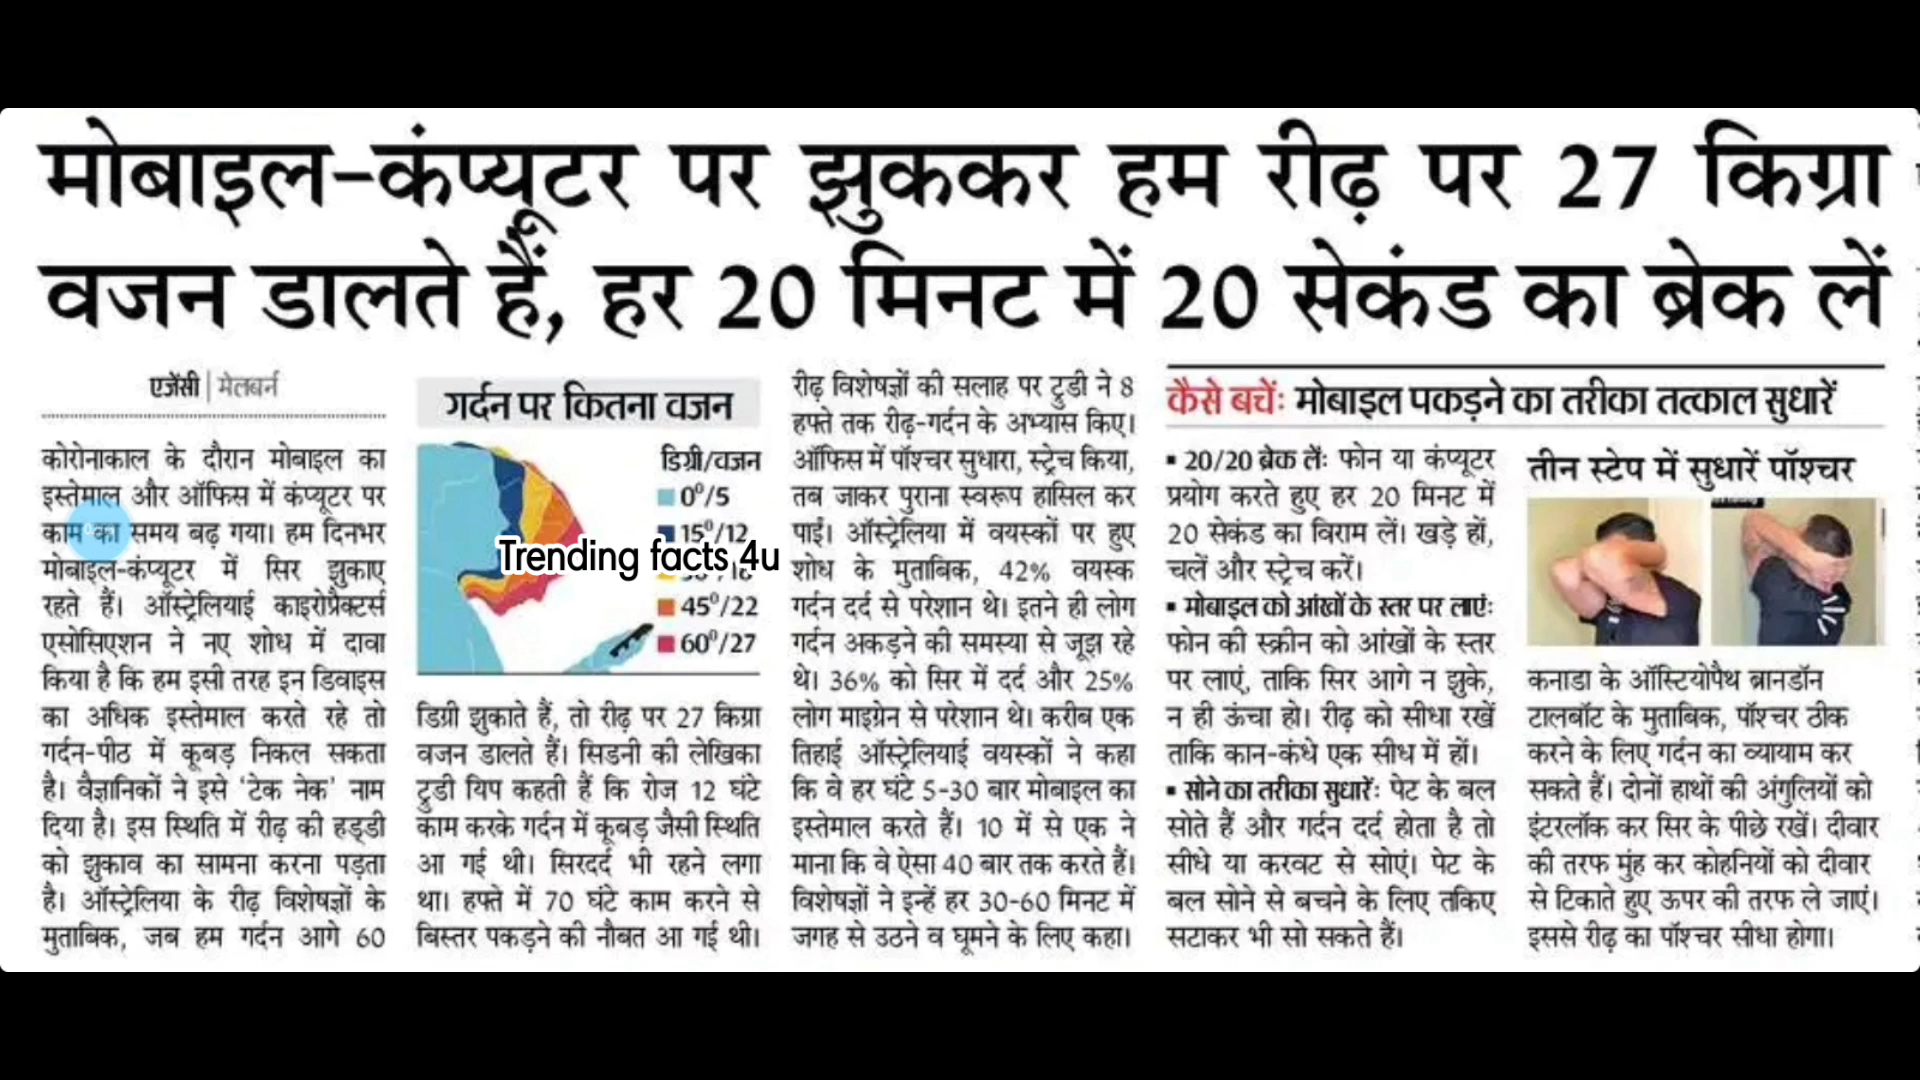 मोबाइल-कंप्यूटर पर झुककर हम रीढ़ पर 27 किग्रा
वजन डालते हैं, हर 20 मिनट में 20 सेकंड का ब्रेक लें
एजेंसी | मेलबर्न
कोरोनाकाल के दौरान मोबाइल का
इस्तेमाल और ऑफिस में कंप्यूटर पर
काम का समय बढ़ गया। हम दिनभर
मोबाइल-कंप्यूटर में सिर झुकाए
रहते हैं। ऑस्ट्रेलियाई काइरोप्रैक्टर्स
एसोसिएशन ने नए शोध में दावा
किया है कि हम इसी तरह इन डिवाइस
का अधिक इस्तेमाल करते रहे तो
गर्दन-पीठ में कूबड़ निकल सकता
है। वैज्ञानिकों ने इसे ‘टेक नेक’ नाम
दिया है। इस स्थिति में रीढ़ की हड्डी
को झुकाव का सामना करना पड़ता
है। ऑस्ट्रेलिया के रीढ़ विशेषज्ञों के
मुताबिक, जब हम गर्दन आगे 60
गर्दन पर कितना वजन
डिग्री/वजन
0⁰/5
15⁰/12
45⁰/22
60⁰/27
Trending facts 4u
डिग्री झुकाते हैं, तो रीढ़ पर 27 किग्रा
वजन डालते हैं। सिडनी की लेखिका
ट्रुडी यिप कहती हैं कि रोज 12 घंटे
काम करके गर्दन में कूबड़ जैसी स्थिति
आ गई थी। सिरदर्द भी रहने लगा
था। हफ्ते में 70 घंटे काम करने से
बिस्तर पकड़ने की नौबत आ गई थी।
रीढ़ विशेषज्ञों की सलाह पर ट्रुडी ने 8
हफ्ते तक रीढ़-गर्दन के अभ्यास किए।
ऑफिस में पॉश्चर सुधारा, स्ट्रेच किया,
तब जाकर पुराना स्वरूप हासिल कर
पाईं। ऑस्ट्रेलिया में वयस्कों पर हुए
शोध के मुताबिक, 42% वयस्क
गर्दन दर्द से परेशान थे। इतने ही लोग
गर्दन अकड़ने की समस्या से जूझ रहे
थे। 36% को सिर में दर्द और 25%
लोग माइग्रेन से परेशान थे। करीब एक
तिहाई ऑस्ट्रेलियाई वयस्कों ने कहा
कि वे हर घंटे 5-30 बार मोबाइल का
इस्तेमाल करते हैं। 10 में से एक ने
माना कि वे ऐसा 40 बार तक करते हैं।
विशेषज्ञों ने इन्हें हर 30-60 मिनट में
जगह से उठने व घूमने के लिए कहा।
कैसे बचें: मोबाइल पकड़ने का तरीका तत्काल सुधारें
▪ 20/20 ब्रेक लें: फोन या कंप्यूटर
प्रयोग करते हुए हर 20 मिनट में
20 सेकंड का विराम लें। खड़े हों,
चलें और स्ट्रेच करें।
▪ मोबाइल को आंखों के स्तर पर लाएं:
फोन की स्क्रीन को आंखों के स्तर
पर लाएं, ताकि सिर आगे न झुके,
न ही ऊंचा हो। रीढ़ को सीधा रखें
ताकि कान-कंधे एक सीध में हों।
▪ सोने का तरीका सुधारें: पेट के बल
सोते हैं और गर्दन दर्द होता है तो
सीधे या करवट से सोएं। पेट के
बल सोने से बचने के लिए तकिए
सटाकर भी सो सकते हैं।
तीन स्टेप में सुधारें पॉश्चर
कनाडा के ऑस्टियोपैथ ब्रानडॉन
टालबॉट के मुताबिक, पॉश्चर ठीक
करने के लिए गर्दन का व्यायाम कर
सकते हैं। दोनों हाथों की अंगुलियों को
इंटरलॉक कर सिर के पीछे रखें। दीवार
की तरफ मुंह कर कोहनियों को दीवार
से टिकाते हुए ऊपर की तरफ ले जाएं।
इससे रीढ़ का पॉश्चर सीधा होगा।